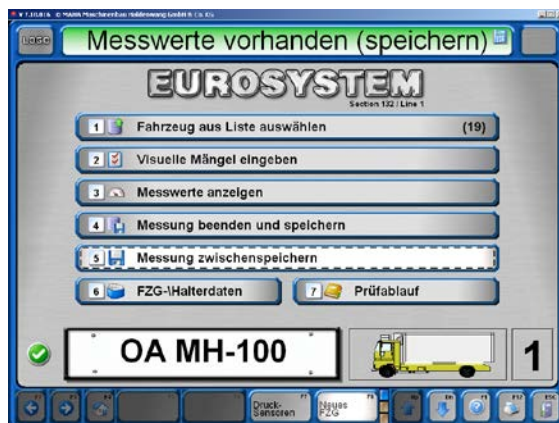 LOGO
Messwerte vorhanden (speichern)
EUROSYSTEM
Section 132 / Line 1
1 Fahrzeug aus Liste auswählen (19)
2 Visuelle Mängel eingeben
3 Messwerte anzeigen
4 Messung beenden und speichern
5 Messung zwischenspeichern
6 FZG-\Halterdaten
7 Prüfablauf
OA MH-100
1
Druck-
Sensoren
Neues
FZG